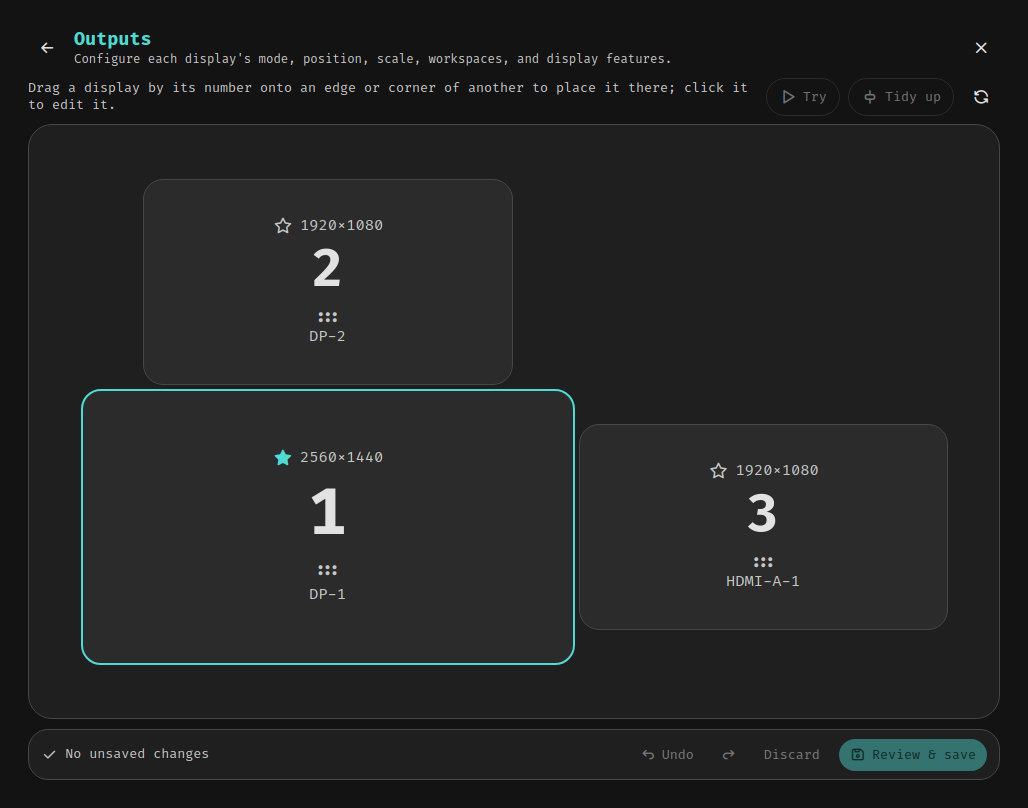 Outputs
Configure each display's mode, position, scale, workspaces, and display features.
Drag a display by its number onto an edge or corner of another to place it there; click it
to edit it.
Try
Tidy up
1920×1080
2
DP-2
2560×1440
1
DP-1
1920×1080
3
HDMI-A-1
No unsaved changes
Undo
Discard
Review & save